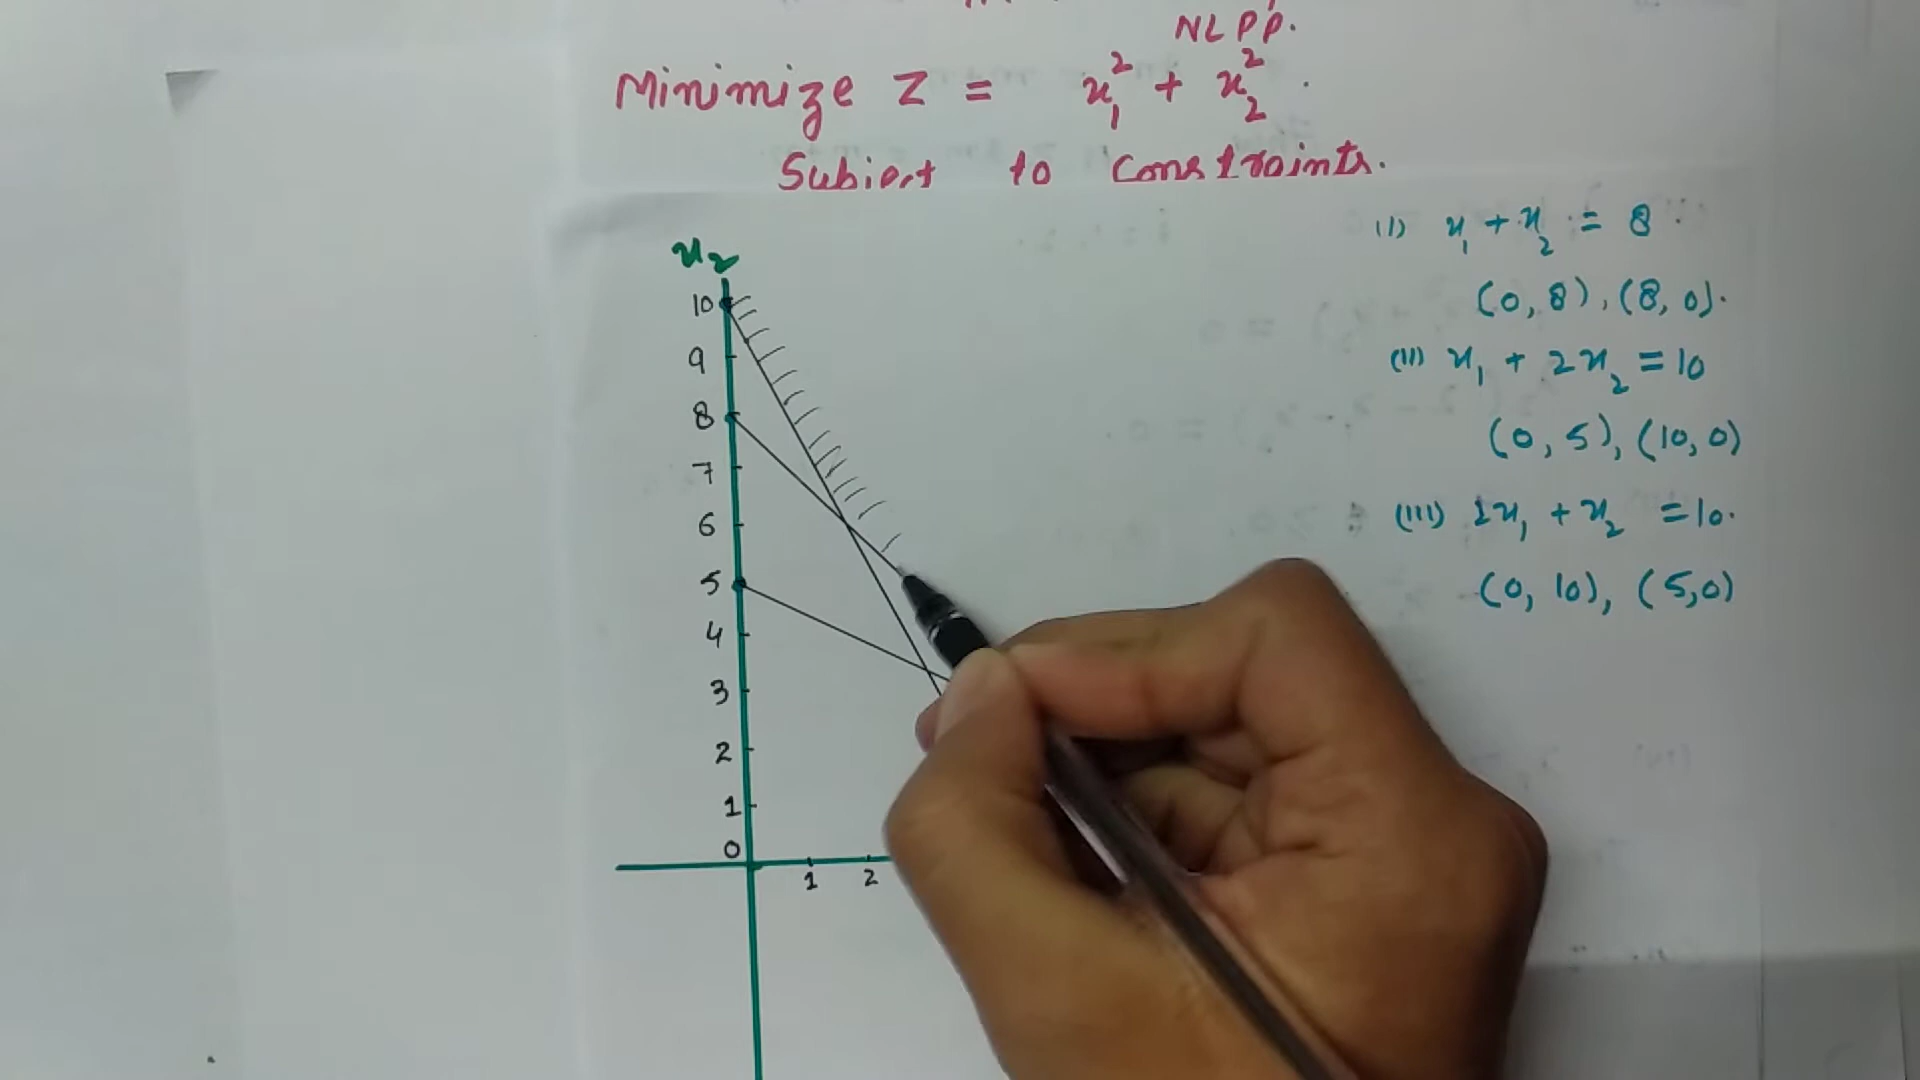 NLPP.
Minimize Z = x₁² + x₂² .
Subject to Constraints.
(I) x₁ + x₂ = 8
(0, 8), (8, 0).
(II) x₁ + 2x₂ = 10
(0, 5), (10, 0)
(III) 2x₁ + x₂ = 10.
(0, 10), (5,0)
x₂
10
9
8
7
6
5
4
3
2
1
0
1 2